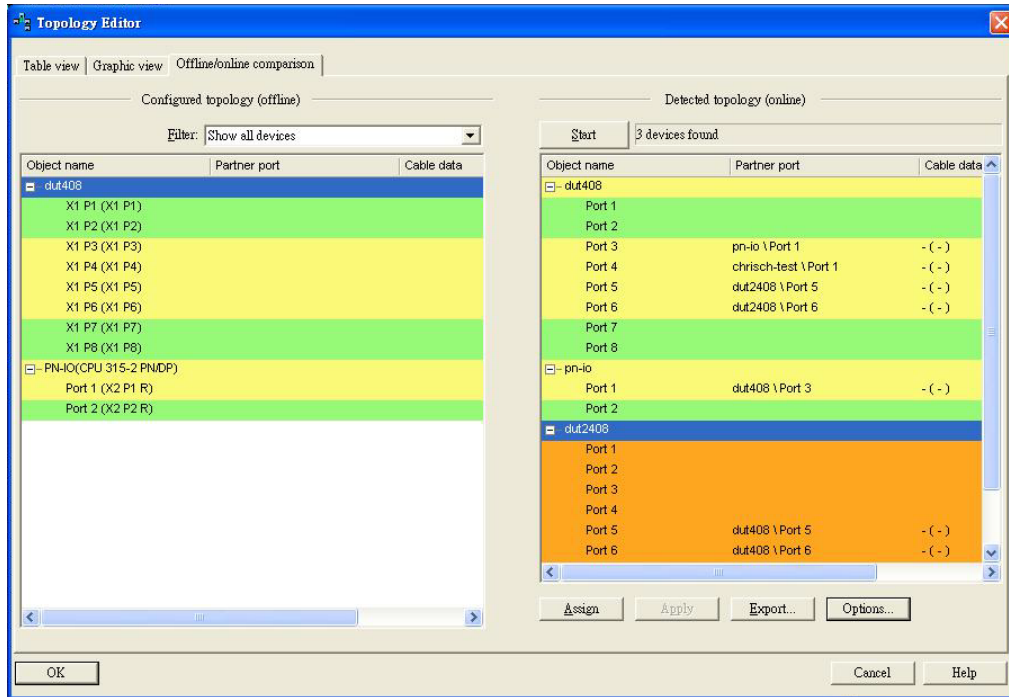 Topology Editor
Table view Graphic view Offline/online comparison
Configured topology (offline)
Filter: Show all devices
Object name Partner port Cable data
dut408
X1 P1 (X1 P1)
X1 P2 (X1 P2)
X1 P3 (X1 P3)
X1 P4 (X1 P4)
X1 P5 (X1 P5)
X1 P6 (X1 P6)
X1 P7 (X1 P7)
X1 P8 (X1 P8)
PN-IO(CPU 315-2 PN/DP)
Port 1 (X2 P1 R)
Port 2 (X2 P2 R)
Detected topology (online)
Start 3 devices found
Object name Partner port Cable data
dut408
Port 1
Port 2
Port 3 pn-io \ Port 1 - ( - )
Port 4 chrisch-test \ Port 1 - ( - )
Port 5 dut2408 \ Port 5 - ( - )
Port 6 dut2408 \ Port 6 - ( - )
Port 7
Port 8
pn-io
Port 1 dut408 \ Port 3 - ( - )
Port 2
dut2408
Port 1
Port 2
Port 3
Port 4
Port 5 dut408 \ Port 5 - ( - )
Port 6 dut408 \ Port 6 - ( - )
Assign Apply Export... Options...
OK Cancel Help